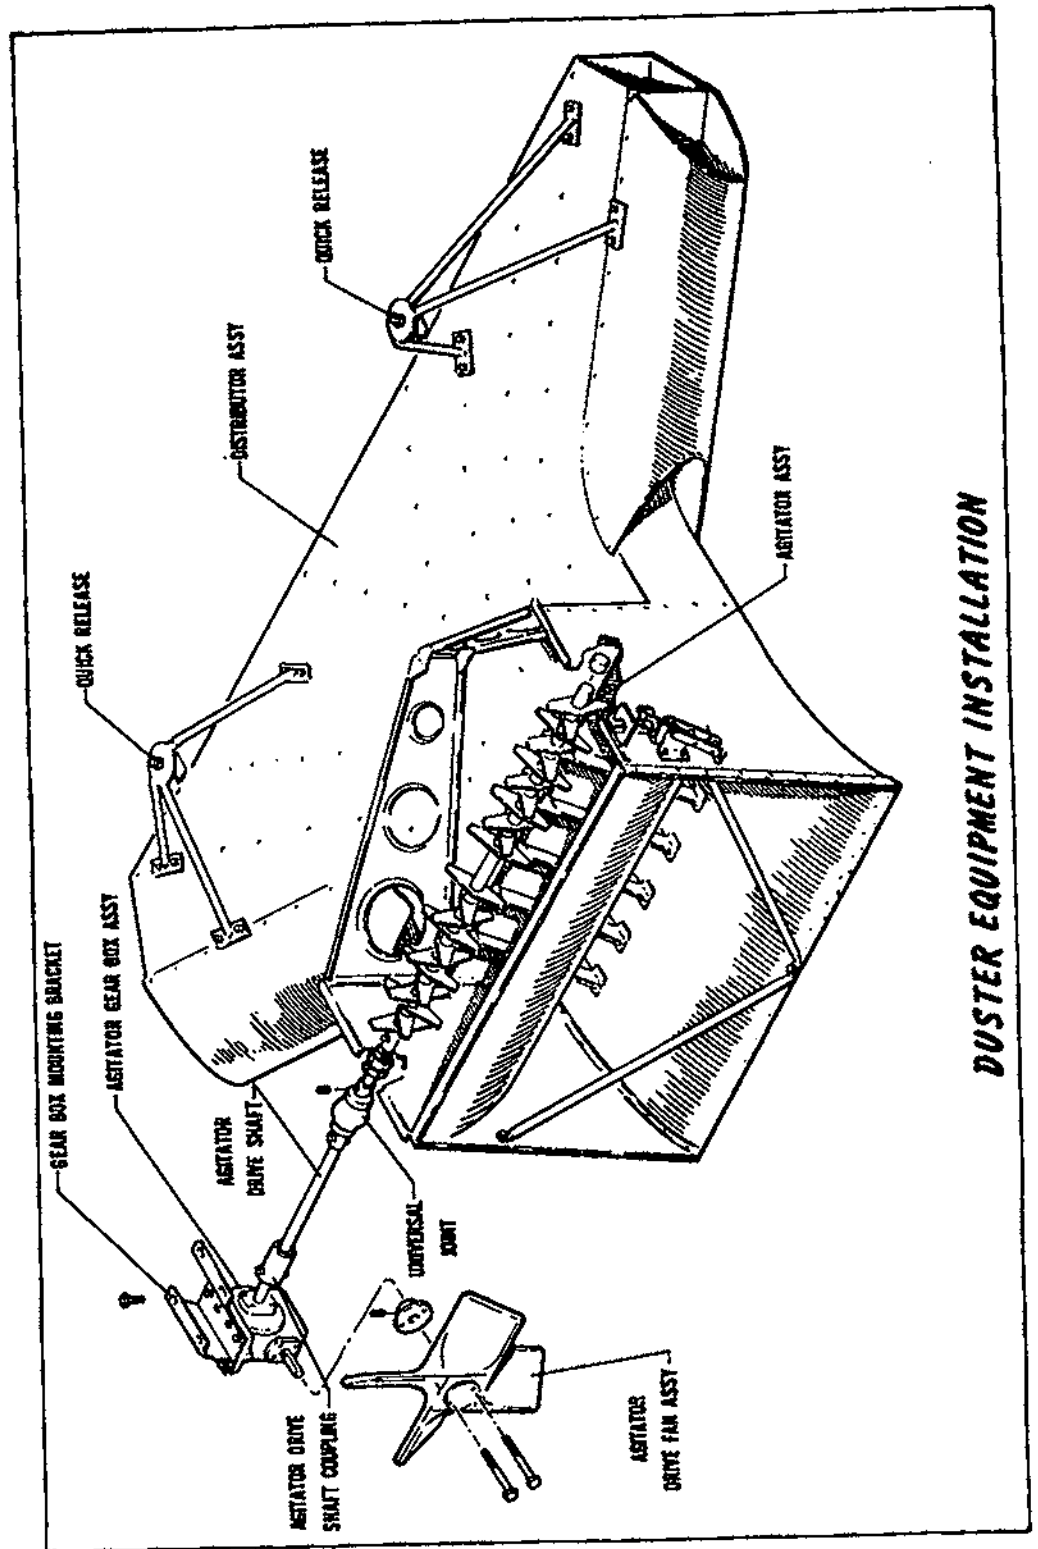 QUICK RELEASE
DISTRIBUTOR ASSY
QUICK RELEASE
GEAR BOX MOUNTING BRACKET
AGITATOR GEAR BOX ASSY
AGITATOR
DRIVE SHAFT
UNIVERSAL
JOINT
AGITATOR DRIVE
SHAFT COUPLING
AGITATOR
DRIVE FAN ASSY
AGITATOR ASSY
DUSTER EQUIPMENT INSTALLATION